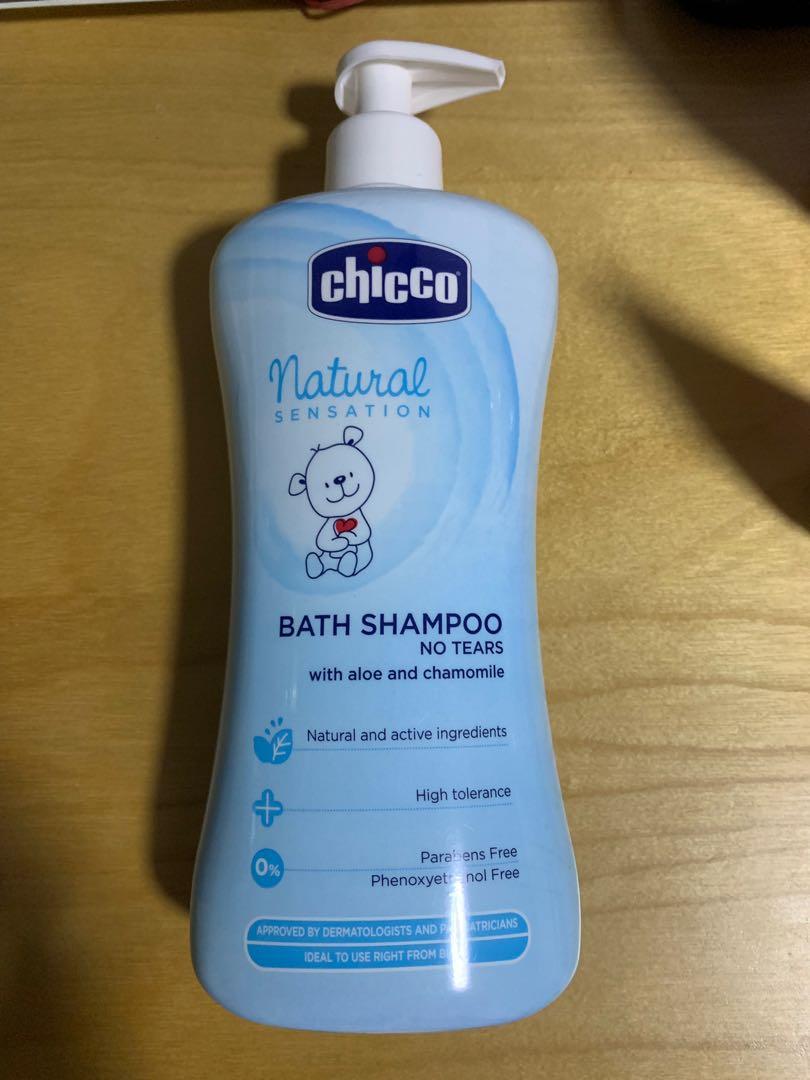 chicco
Natural
SENSATION
BATH SHAMPOO
NO TEARS
with aloe and chamomile
Natural and active ingredients
High tolerance
0%
Parabens Free
Free
APPROVED BY DERMATOLOGISTS AND
IDEAL TO USE RIGHT FROM